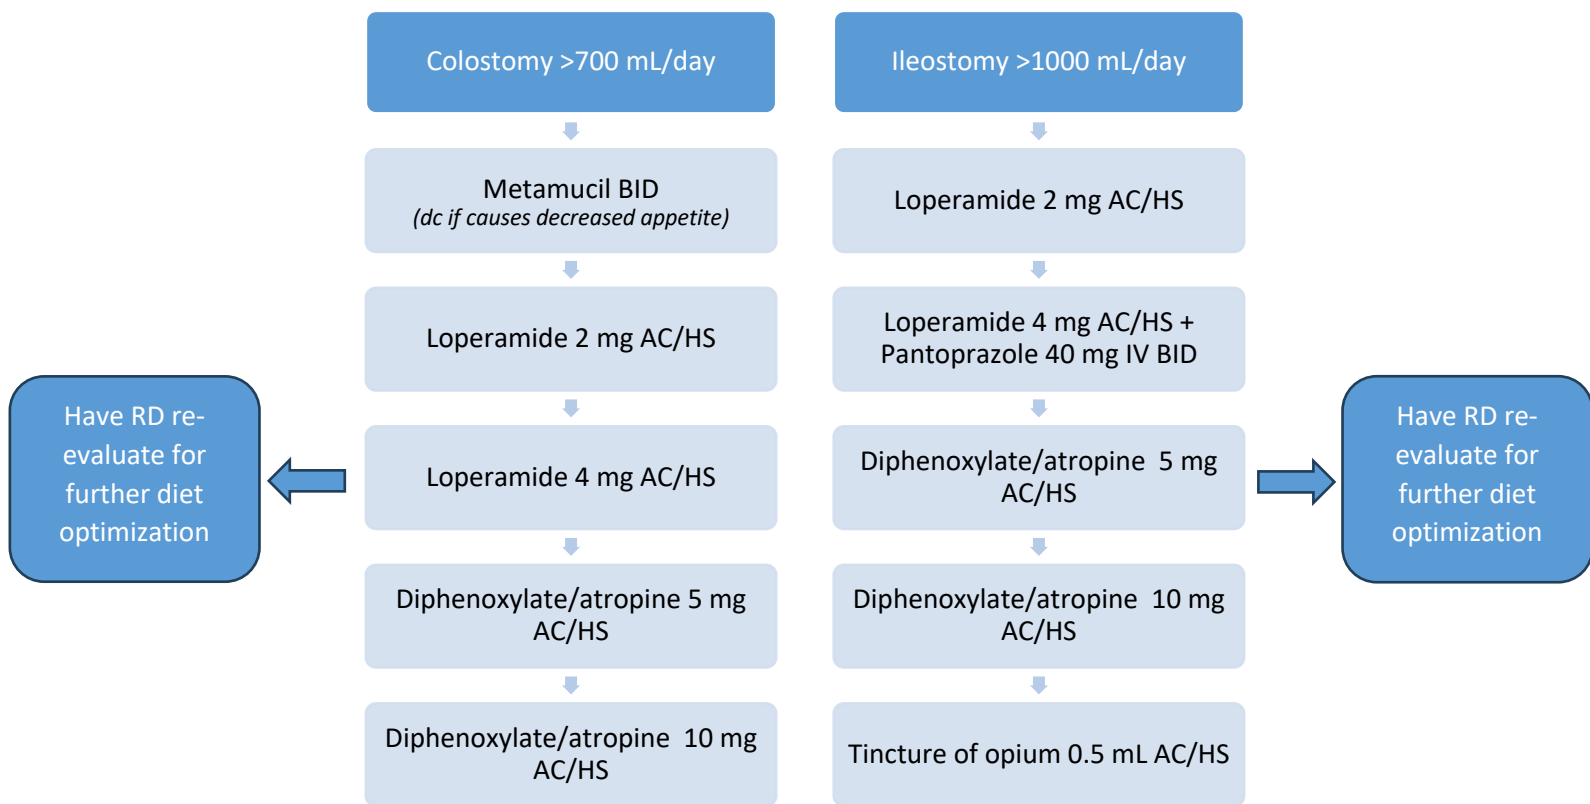 Colostomy >700 mL/day
Metamucil BID
(dc if causes decreased appetite)
Loperamide 2 mg AC/HS
Loperamide 4 mg AC/HS
Diphenoxylate/atropine 5 mg
AC/HS
Diphenoxylate/atropine  10 mg
AC/HS
Have RD re-
evaluate for
further diet
optimization
Ileostomy >1000 mL/day
Loperamide 2 mg AC/HS
Loperamide 4 mg AC/HS +
Pantoprazole 40 mg IV BID
Diphenoxylate/atropine  5 mg
AC/HS
Diphenoxylate/atropine  10 mg
AC/HS
Tincture of opium 0.5 mL AC/HS
Have RD re-
evaluate for
further diet
optimization